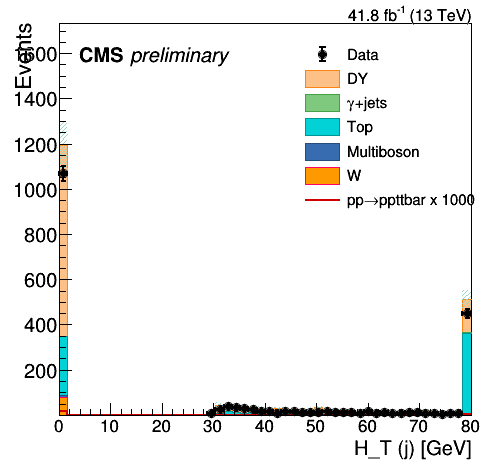 41.8 fb-1 (13 TeV)
Events
CMS preliminary
Data
DY
γ+jets
Top
Multiboson
W
pp→ppttbar x 1000
1600
1400
1200
1000
800
600
400
200
0 10 20 30 40 50 60 70 80
H_T (j) [GeV]